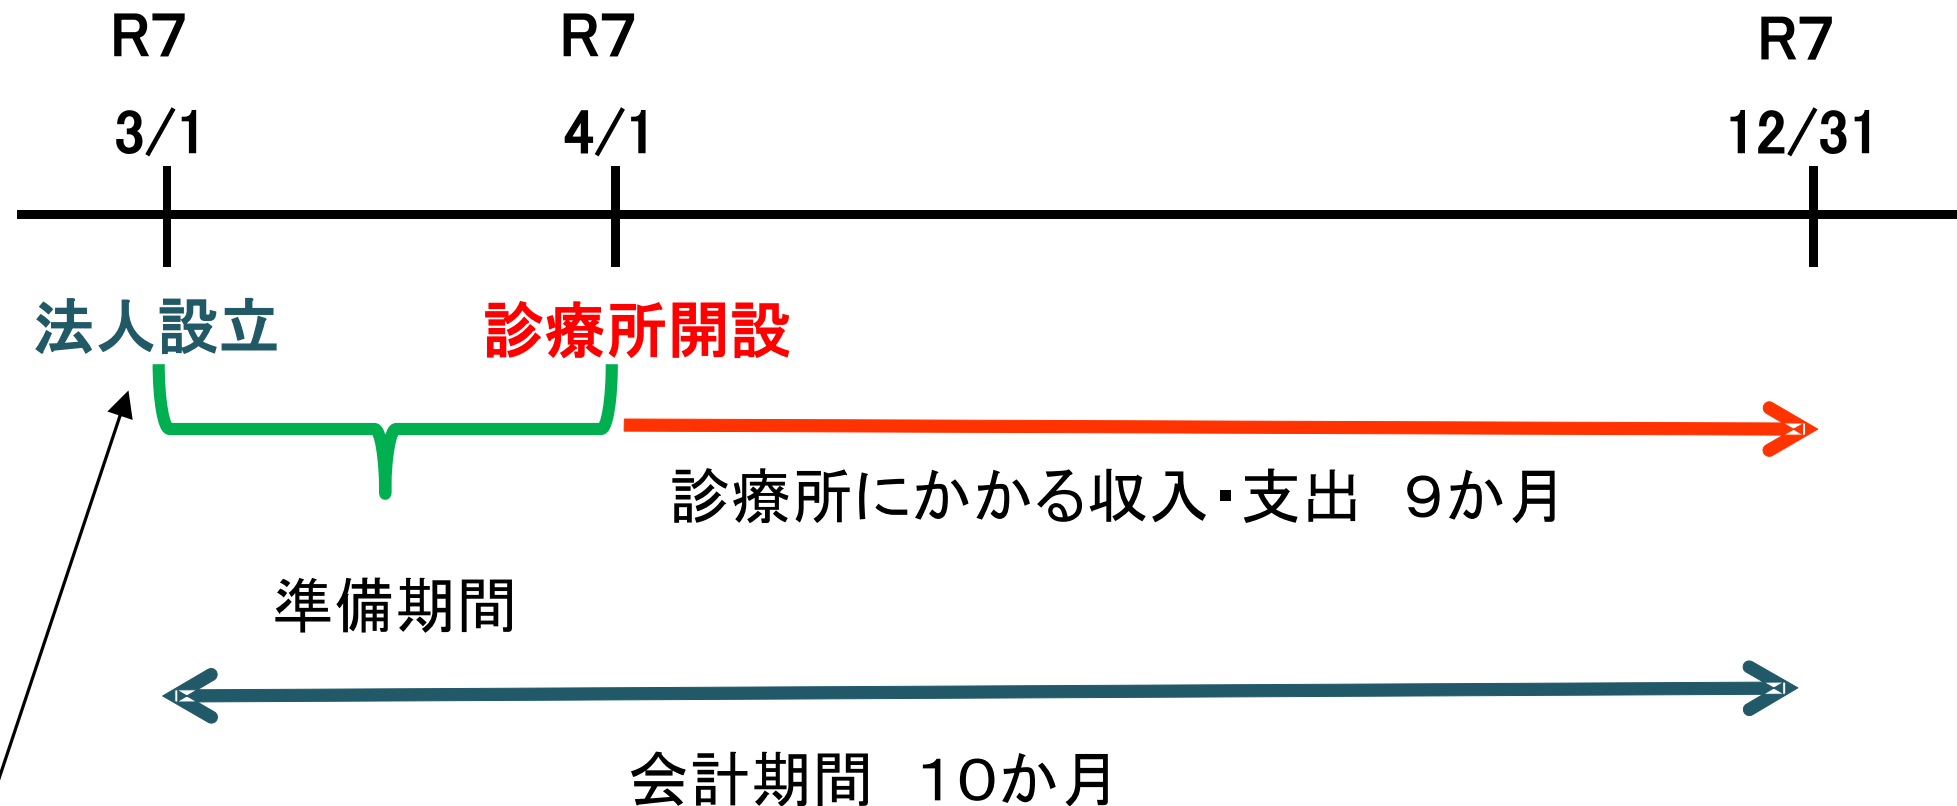 R7 R7 R7
3/1 4/1 12/31
法人設立 診療所開設
診療所にかかる収入・支出　９か月
準備期間
会計期間　１０か月